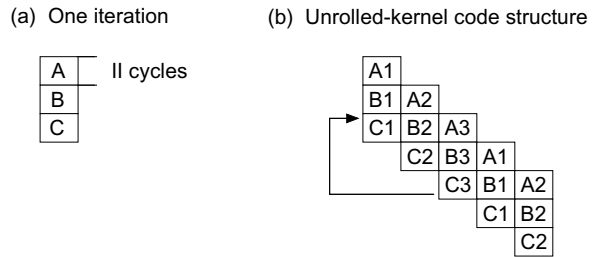 (a) One iteration
(b) Unrolled-kernel code structure
A
II cycles
B
C
A1
B1 A2
C1 B2 A3
C2 B3 A1
C3 B1 A2
C1 B2
C2